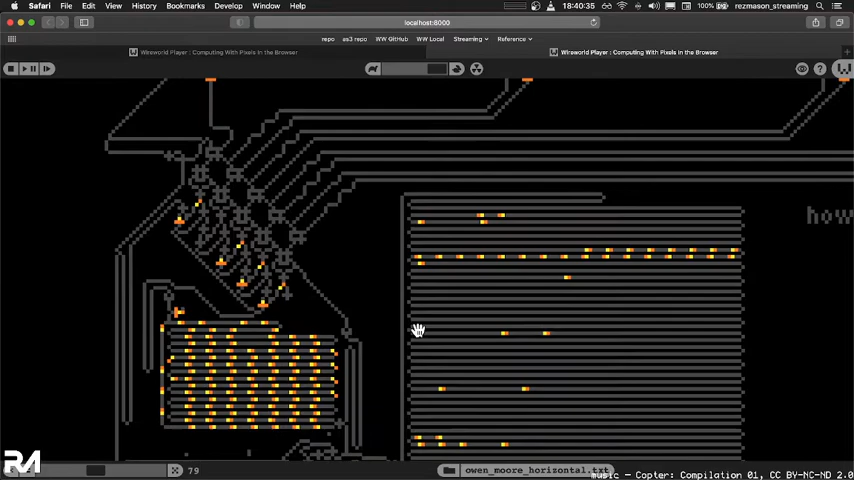 Safari File Edit View History Bookmarks Develop Window Help 18:40:35 100% rezmason_streaming
localhost:8000
repo as3 repo WW GitHub WW Local Streaming Reference
Wireworld Player : Computing With Pixels In the Browser Wireworld Player : Computing With Pixels In the Browser
how
79 owen_moore_horizontal.txt
music - Copter: Compilation 01, CC BY-NC-ND 2.0